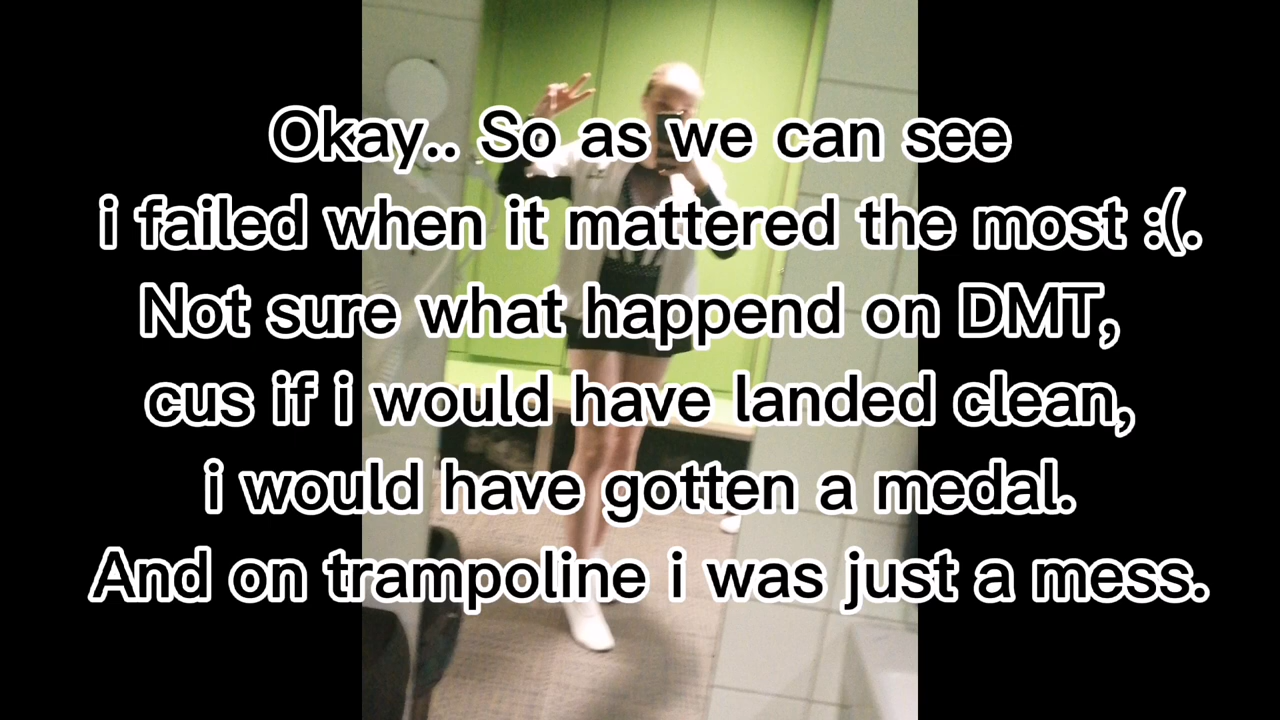 Okay.. So as we can see
i failed when it mattered the most :(.
Not sure what happend on DMT,
cus if i would have landed clean,
i would have gotten a medal.
And on trampoline i was just a mess.